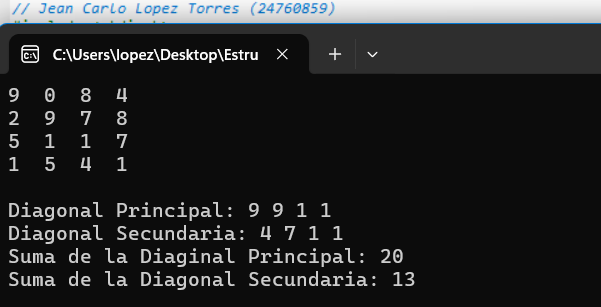 // Jean Carlo Lopez Torres (24760859)
C:\Users\lopez\Desktop\Estru
9 0 8 4
2 9 7 8
5 1 1 7
1 5 4 1
Diagonal Principal: 9 9 1 1
Diagonal Secundaria: 4 7 1 1
Suma de la Diaginal Principal: 20
Suma de la Diagonal Secundaria: 13